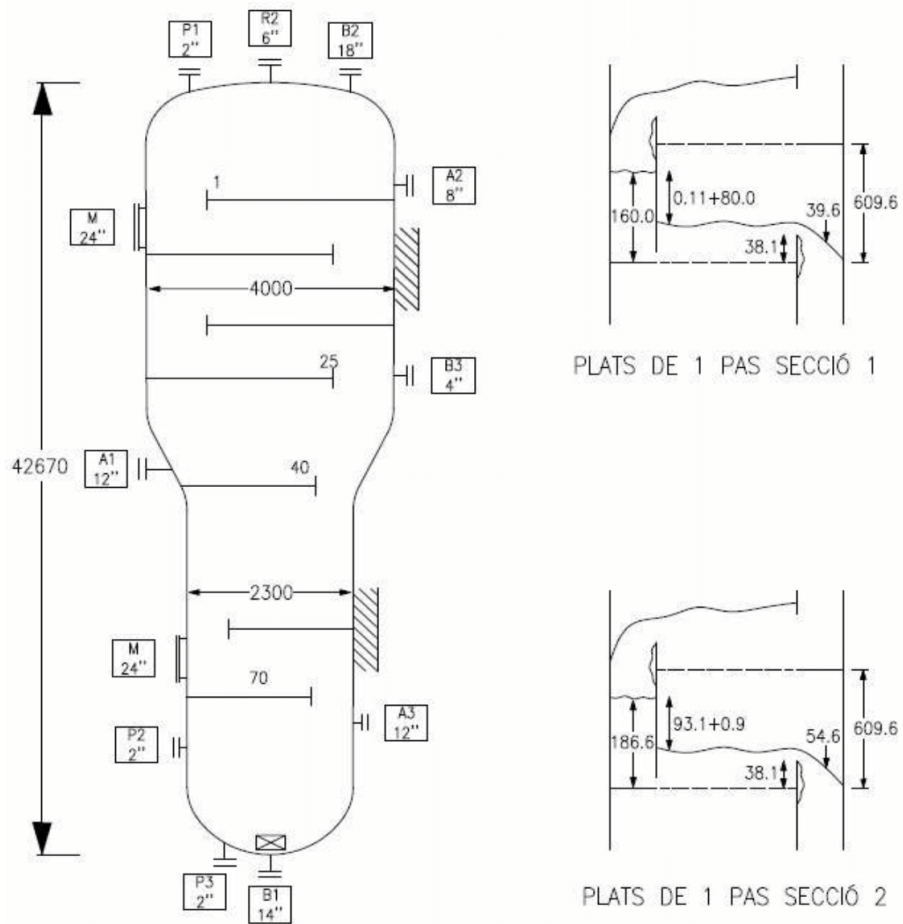 P1
2"
R2
6"
B2
18"
A2
8"
1
M
24"
4000
25
B3
4"
42670
A1
12"
40
2300
M
24"
70
A3
12"
P2
2"
P3
2"
B1
14"
0.11+80.0
160.0
39.6
609.6
38.1
PLATS DE 1 PAS SECCIÓ 1
93.1+0.9
186.6
54.6
609.6
38.1
PLATS DE 1 PAS SECCIÓ 2